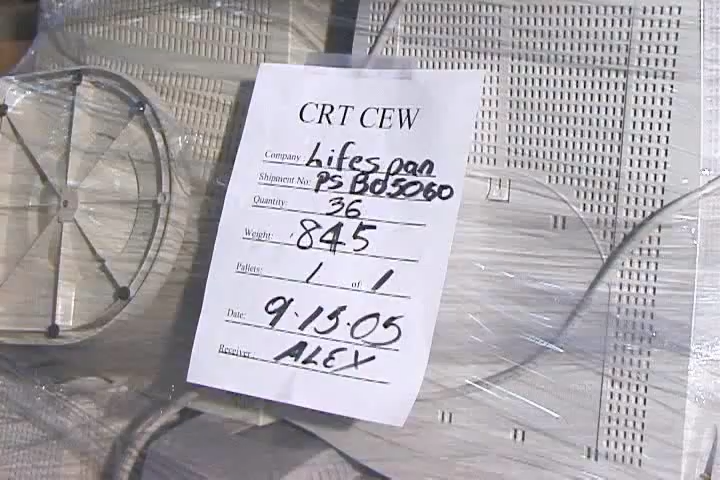 CRT CEW
Company: Lifespan
Shipment No: PSB05060
Quantity: 36
Weight: 845
Pallets: 1 of 1
Date: 9.15.05
Receiver: ALEX